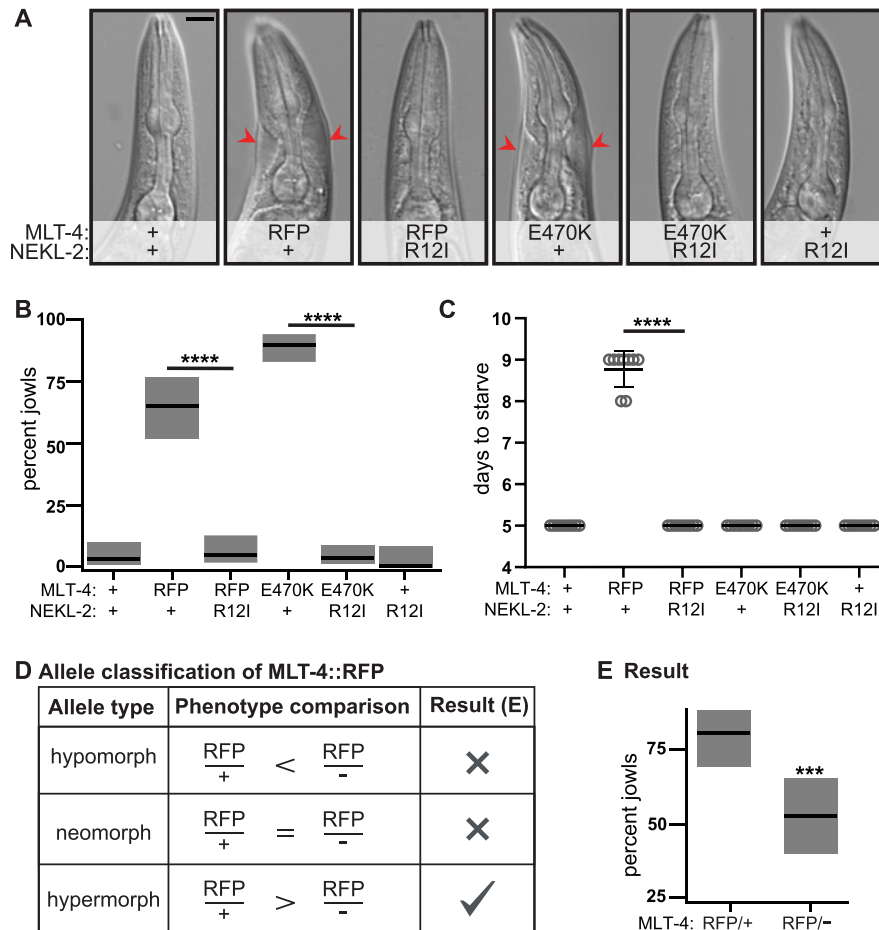 A
MLT-4: + RFP RFP E470K E470K +
NEKL-2: + + R12I + R12I R12I
B
percent jowls
100
75
50
25
0
****
****
MLT-4: + RFP RFP E470K E470K +
NEKL-2: + + R12I + R12I R12I
C
days to starve
10
9
8
7
6
5
4
****
MLT-4: + RFP RFP E470K E470K +
NEKL-2: + + R12I + R12I R12I
D Allele classification of MLT-4::RFP
Allele type Phenotype comparison Result (E)
hypomorph RFP/+ < RFP/- ×
neomorph RFP/+ = RFP/- ×
hypermorph RFP/+ > RFP/- ✓
E Result
percent jowls
75
50
25
***
MLT-4: RFP/+ RFP/–